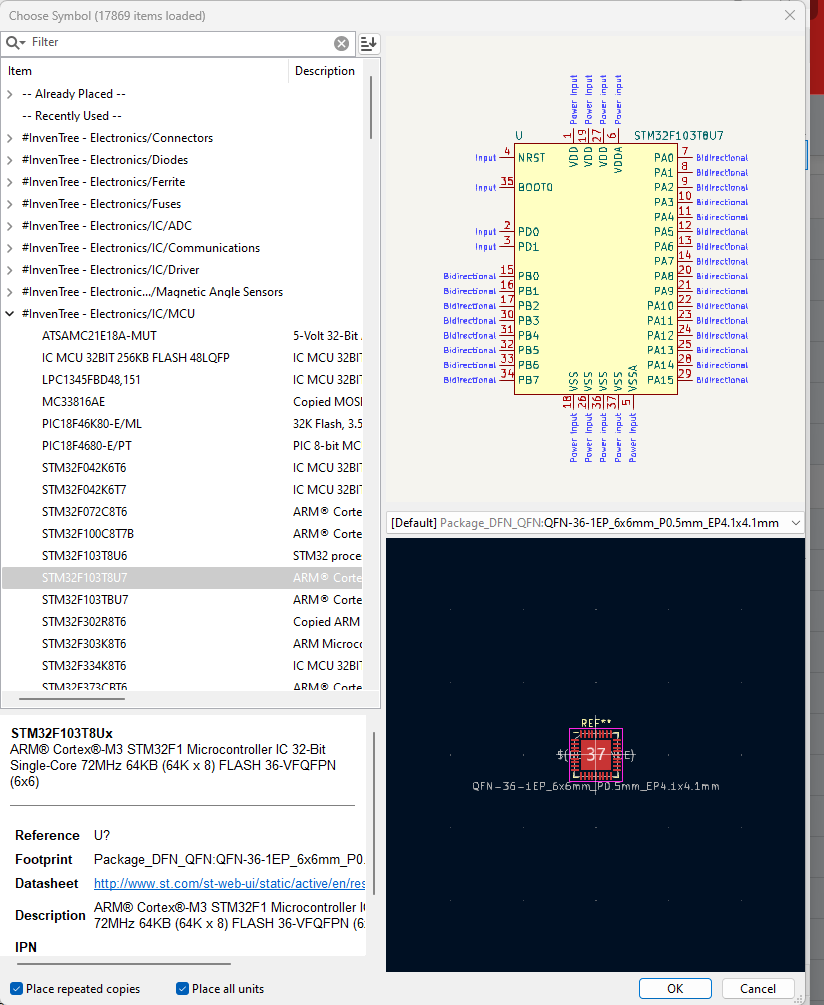 Choose Symbol (17869 items loaded)
Filter
Item Description
-- Already Placed --
-- Recently Used --
#InvenTree - Electronics/Connectors
#InvenTree - Electronics/Diodes
#InvenTree - Electronics/Ferrite
#InvenTree - Electronics/Fuses
#InvenTree - Electronics/IC/ADC
#InvenTree - Electronics/IC/Communications
#InvenTree - Electronics/IC/Driver
#InvenTree - Electronic.../Magnetic Angle Sensors
#InvenTree - Electronics/IC/MCU
ATSAMC21E18A-MUT 5-Volt 32-Bit
IC MCU 32BIT 256KB FLASH 48LQFP IC MCU 32BIT
LPC1345FBD48,151 IC MCU 32BIT
MC33816AE Copied MOS
PIC18F46K80-E/ML 32K Flash, 3.5
PIC18F4680-E/PT PIC 8-bit MC
STM32F042K6T6 IC MCU 32BIT
STM32F042K6T7 IC MCU 32BIT
STM32F072C8T6 ARM® Corte
STM32F100C8T7B ARM® Corte
STM32F103T8U6 STM32 proce
STM32F103T8U7 ARM® Corte
STM32F103TBU7 ARM® Corte
STM32F302R8T6 Copied ARM
STM32F303K8T6 ARM Microc
STM32F334K8T6 IC MCU 32BIT
STM32F373CBT6 ARM® Corte
STM32F103T8Ux
ARM® Cortex®-M3 STM32F1 Microcontroller IC 32-Bit
Single-Core 72MHz 64KB (64K x 8) FLASH 36-VFQFPN
(6x6)
Reference U?
Footprint Package_DFN_QFN:QFN-36-1EP_6x6mm_P0.
Datasheet http://www.st.com/st-web-ui/static/active/en/res
Description ARM® Cortex®-M3 STM32F1 Microcontroller IC
72MHz 64KB (64K x 8) FLASH 36-VFQFPN (6
IPN
Place repeated copies
Place all units
Power Input Power Input Power Input Power Input
1 19 27 6
U STM32F103T8U7
VDD VDD VDD VDDA
Input 4 NRST
Input 35 BOOT0
Input 2 PD0
Input 3 PD1
Bidirectional 15 PB0
Bidirectional 16 PB1
Bidirectional 17 PB2
Bidirectional 30 PB3
Bidirectional 31 PB4
Bidirectional 32 PB5
Bidirectional 33 PB6
Bidirectional 34 PB7
PA0 7 Bidirectional
PA1 8 Bidirectional
PA2 9 Bidirectional
PA3 10 Bidirectional
PA4 11 Bidirectional
PA5 12 Bidirectional
PA6 13 Bidirectional
PA7 14 Bidirectional
PA8 20 Bidirectional
PA9 21 Bidirectional
PA10 22 Bidirectional
PA11 23 Bidirectional
PA12 24 Bidirectional
PA13 25 Bidirectional
PA14 28 Bidirectional
PA15 29 Bidirectional
VSS VSS VSS VSS VSSA
18 26 36 37 5
Power Input Power Input Power Input Power Input Power Input
[Default] Package_DFN_QFN:QFN-36-1EP_6x6mm_P0.5mm_EP4.1x4.1mm
REF**
37
QFN-36-1EP_6x6mm_P0.5mm_EP4.1x4.1mm
OK
Cancel